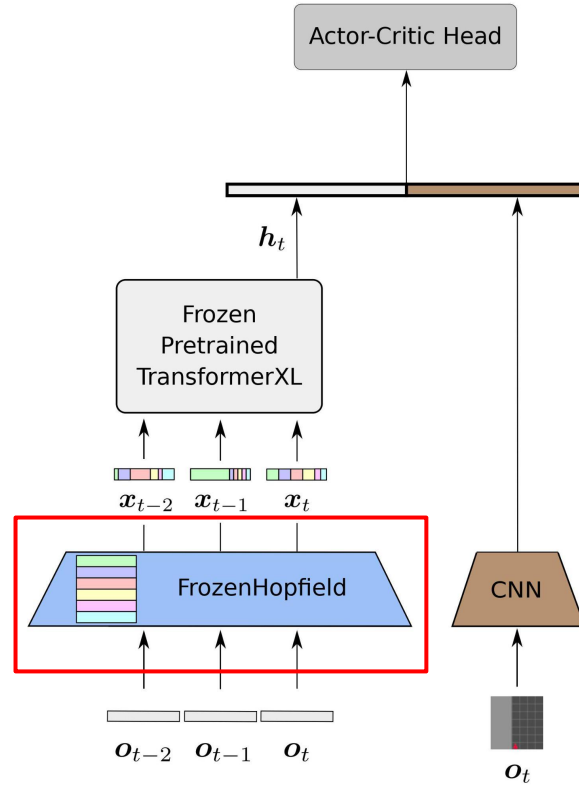 Actor-Critic Head
h_t
Frozen
Pretrained
TransformerXL
x_{t-2} x_{t-1} x_t
FrozenHopfield
CNN
o_{t-2} o_{t-1} o_t
o_t